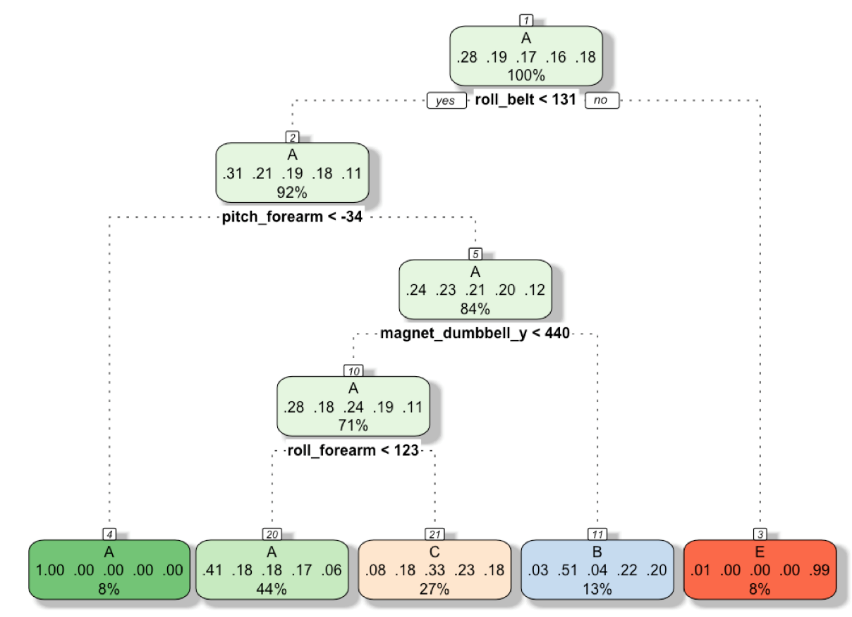 1
A
.28 .19 .17 .16 .18
100%
yes roll_belt < 131 no
2
A
.31 .21 .19 .18 .11
92%
pitch_forearm < -34
5
A
.24 .23 .21 .20 .12
84%
magnet_dumbbell_y < 440
10
A
.28 .18 .24 .19 .11
71%
roll_forearm < 123
4
A
1.00 .00 .00 .00 .00
8%
20
A
.41 .18 .18 .17 .06
44%
21
C
.08 .18 .33 .23 .18
27%
11
B
.03 .51 .04 .22 .20
13%
3
E
.01 .00 .00 .00 .99
8%